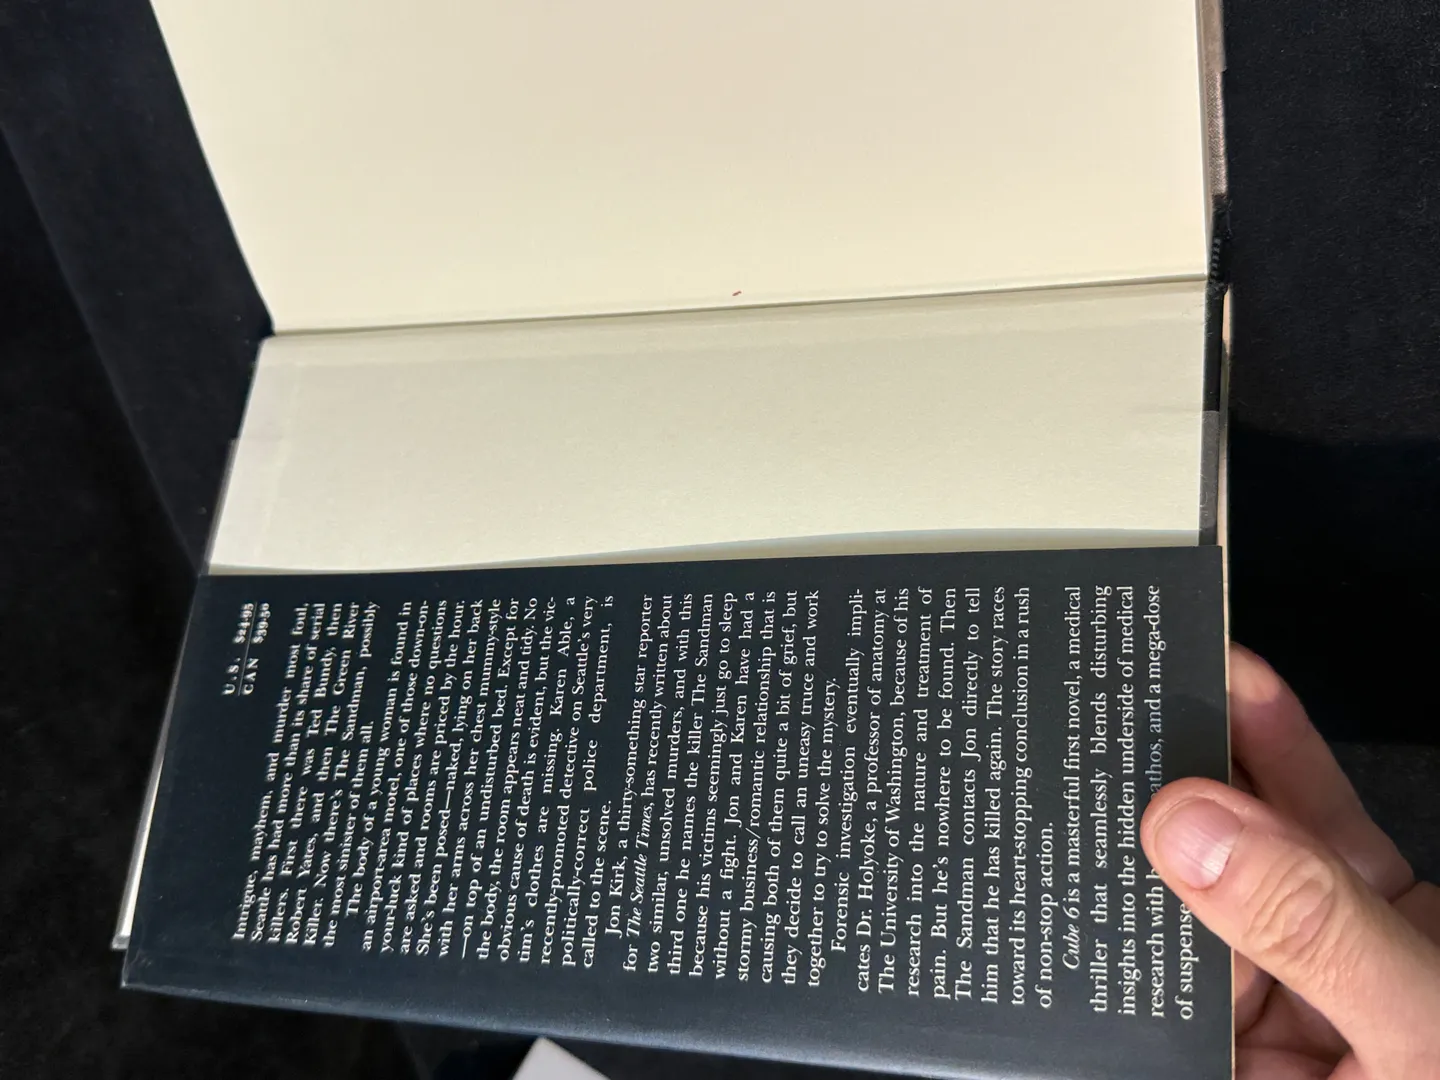 U.S. $24.95
CAN $36.50
Intrigue, mayhem, and murder most foul,
Seattle has had more than its share of serial
killers. First there was Ted Bundy, then
Robert Yates, and then The Green River
Killer. Now there's The Sandman, possibly
the most sinister of them all.
The body of a young woman is found in
an airport-area motel, one of those down-on-
your-luck kind of places where no questions
are asked and rooms are priced by the hour.
She's been posed—naked, lying on her back
with her arms across her chest mummy-style
—on top of an undisturbed bed. Except for
the body, the room appears neat and tidy. No
obvious cause of death is evident, but the vic-
tim's clothes are missing. Karen Able, a
recently-promoted detective on Seattle's very
politically-correct police department, is
called to the scene.
Jon Kirk, a thirty-something star reporter
for The Seattle Times, has recently written about
two similar, unsolved murders, and with this
third one he names the killer The Sandman
because his victims seemingly just go to sleep
without a fight. Jon and Karen have had a
stormy business/romantic relationship that is
causing both of them quite a bit of grief, but
they decide to call an uneasy truce and work
together to try to solve the mystery.
Forensic investigation eventually impli-
cates Dr. Holyoke, a professor of anatomy at
The University of Washington, because of his
research into the nature and treatment of
pain. But he's nowhere to be found. Then
The Sandman contacts Jon directly to tell
him that he has killed again. The story races
toward its heart-stopping conclusion in a rush
of non-stop action.
Cube 6 is a masterful first novel, a medical
thriller that seamlessly blends disturbing
insights into the hidden underside of medical
research with and a mega-dose
of suspense